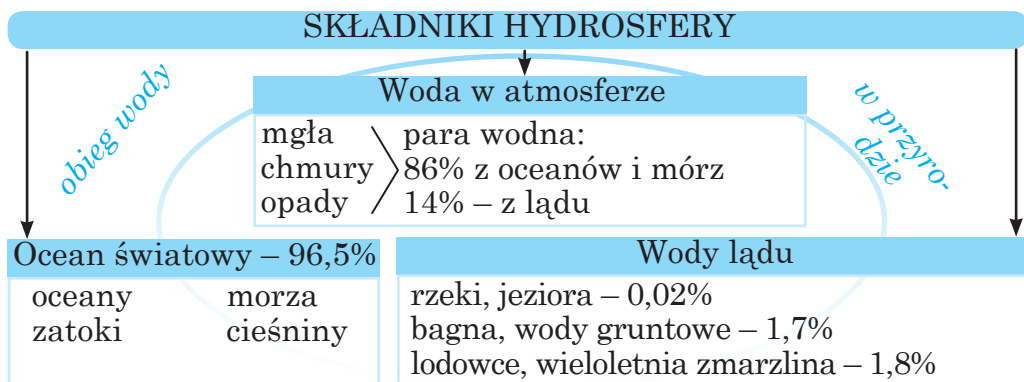 SKŁADNIKI HYDROSFERY
obieg wody
w przyro-
dzie
Woda w atmosferze
mgła
chmury
opady
para wodna:
86% z oceanów i mórz
14% – z lądu
Ocean światowy – 96,5%
oceany morza
zatoki cieśniny
Wody lądu
rzeki, jeziora – 0,02%
bagna, wody gruntowe – 1,7%
lodowce, wieloletnia zmarzlina – 1,8%